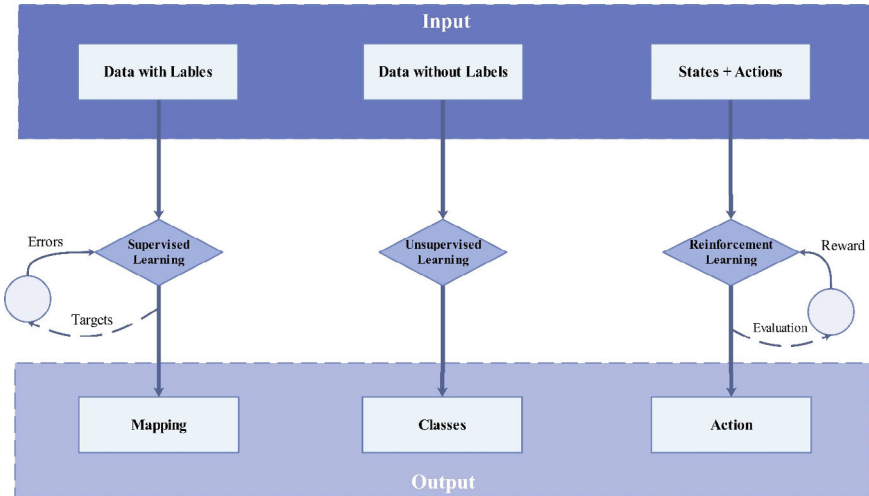 Input
Data with Lables
Data without Labels
States + Actions
Errors
Supervised
Learning
Unsupervised
Learning
Reinforcement
Learning
Reward
Targets
Evaluation
Mapping
Classes
Action
Output